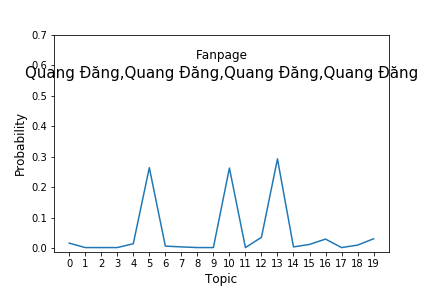 Fanpage
Quang Đăng,Quang Đăng,Quang Đăng,Quang Đăng
0.7
0.6
0.5
0.4
0.3
0.2
0.1
0.0
Probability
0 1 2 3 4 5 6 7 8 9 10 11 12 13 14 15 16 17 18 19
Topic